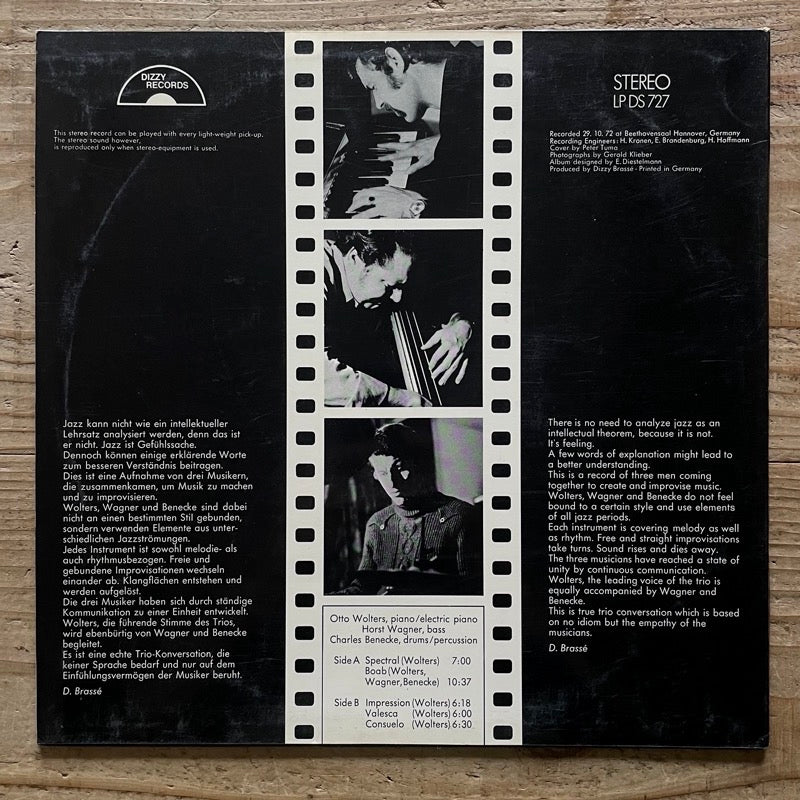 DIZZY
RECORDS
This stereo record can be played with every light-weight pick-up.
The stereo sound however,
is reproduced only when stereo-equipment is used.
STEREO
LP DS 727
Recorded 29. 10. 72 at Beethovensaal Hannover, Germany
Recording Engineers: H. Kranen, E. Brandenburg, H. Hoffmann
Cover by Peter Tuma
Photographs by Gerald Klieber
Album designed by E. Diestelmann
Produced by Dizzy Brassé - Printed in Germany
Jazz kann nicht wie ein intellektueller
Lehrsatz analysiert werden, denn das ist
er nicht. Jazz ist Gefühlssache.
Dennoch können einige erklärende Worte
zum besseren Verständnis beitragen.
Dies ist eine Aufnahme von drei Musikern,
die zusammenkamen, um Musik zu machen
und zu improvisieren.
Wolters, Wagner und Benecke sind dabei
nicht an einen bestimmten Stil gebunden,
sondern verwenden Elemente aus unter-
schiedlichen Jazzströmungen.
Jedes Instrument ist sowohl melodie- als
auch rhythmusbezogen. Freie und
gebundene Improvisationen wechseln
einander ab. Klangflächen entstehen und
werden aufgelöst.
Die drei Musiker haben sich durch ständige
Kommunikation zu einer Einheit entwickelt.
Wolters, die führende Stimme des Trios,
wird ebenbürtig von Wagner und Benecke
begleitet.
Es ist eine echte Trio-Konversation, die
keiner Sprache bedarf und nur auf dem
Einfühlungsvermögen der Musiker beruht.
D. Brassé
Otto Wolters, piano/electric piano
Horst Wagner, bass
Charles Benecke, drums/percussion
Side A Spectral (Wolters) 7:00
Boab (Wolters,
Wagner, Benecke) 10:37
Side B Impression (Wolters) 6:18
Valesca (Wolters) 6:00
Consuelo (Wolters) 6:30
There is no need to analyze jazz as an
intellectual theorem, because it is not.
It's feeling.
A few words of explanation might lead to
a better understanding.
This is a record of three men coming
together to create and improvise music.
Wolters, Wagner and Benecke do not feel
bound to a certain style and use elements
of all jazz periods.
Each instrument is covering melody as well
as rhythm. Free and straight improvisations
take turns. Sound rises and dies away.
The three musicians have reached a state of
unity by continuous communication.
Wolters, the leading voice of the trio is
equally accompanied by Wagner and
Benecke.
This is true trio conversation which is based
on no idiom but the empathy of the
musicians.
D. Brassé